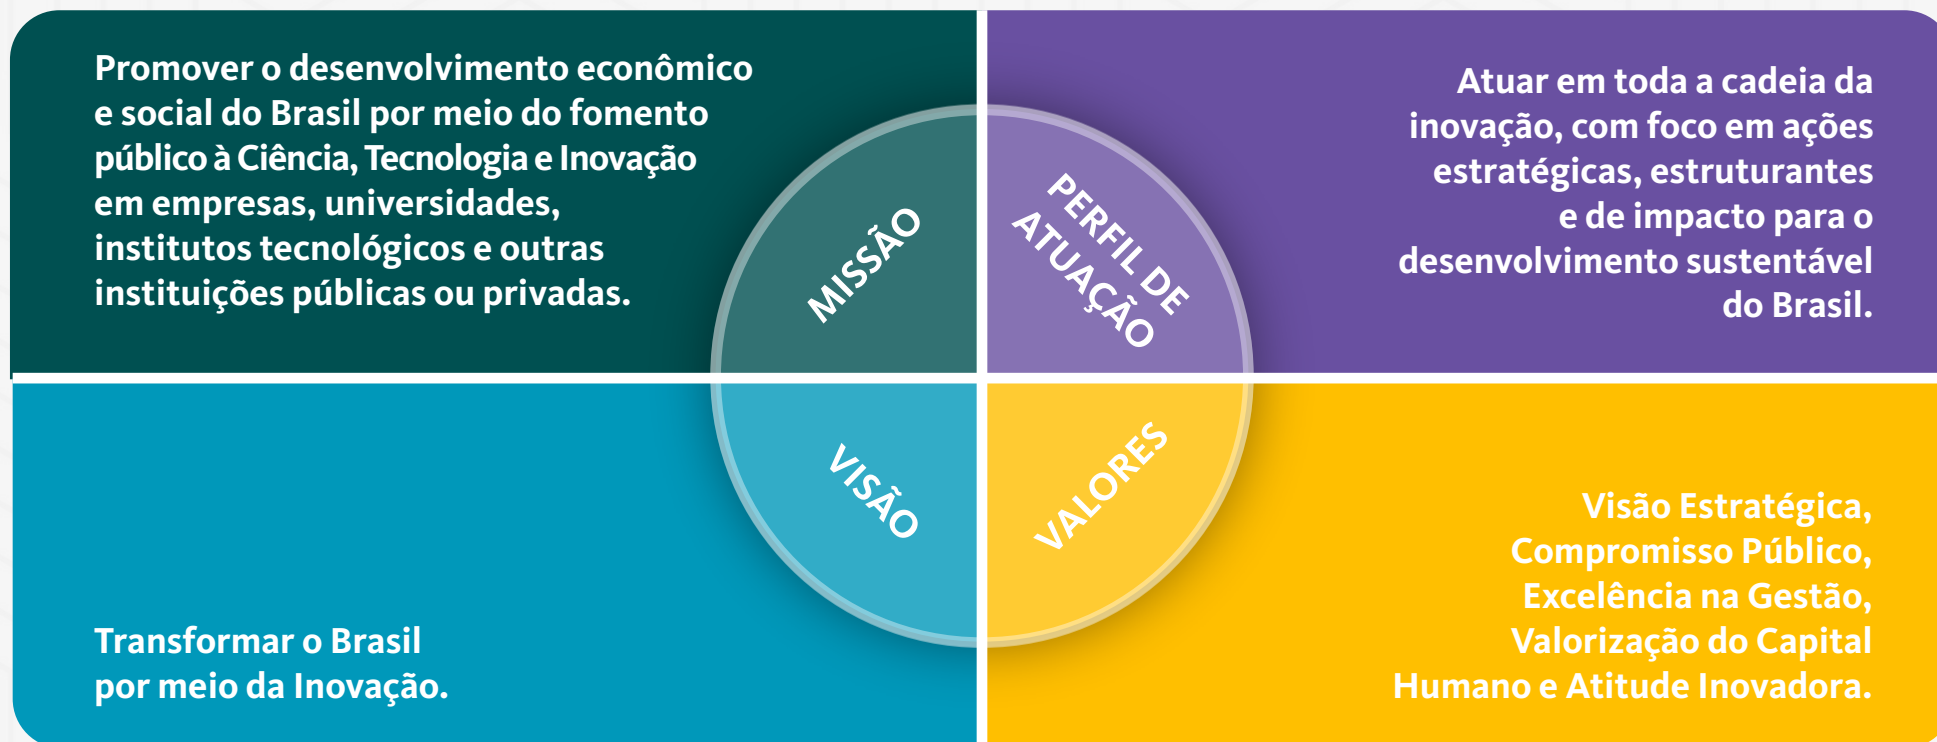 Promover o desenvolvimento econômico
e social do Brasil por meio do fomento
público à Ciência, Tecnologia e Inovação
em empresas, universidades,
institutos tecnológicos e outras
instituições públicas ou privadas.
MISSÃO
PERFIL DE
ATUAÇÃO
Atuar em toda a cadeia da
inovação, com foco em ações
estratégicas, estruturantes
e de impacto para o
desenvolvimento sustentável
do Brasil.
VISÃO
Transformar o Brasil
por meio da Inovação.
VALORES
Visão Estratégica,
Compromisso Público,
Excelência na Gestão,
Valorização do Capital
Humano e Atitude Inovadora.